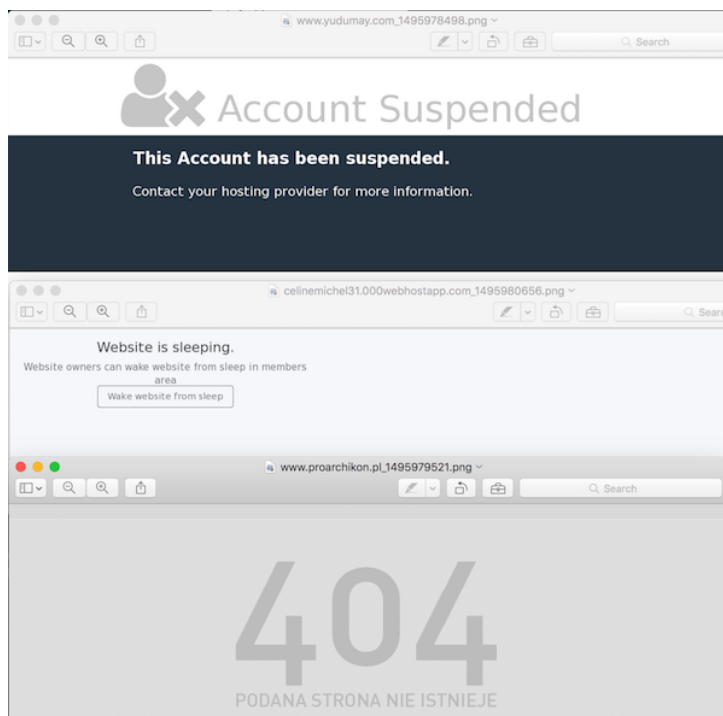 www.yudumay.com_1495978498.png
Search
Account Suspended
This Account has been suspended.
Contact your hosting provider for more information.
celinemichel31.000webhostapp.com_1495980656.png
Sear
Website is sleeping.
Website owners can wake website from sleep in members
area
Wake website from sleep
www.proarchikon.pl_1495979521.png
Search
404
PODANA STRONA NIE ISTNIEJE